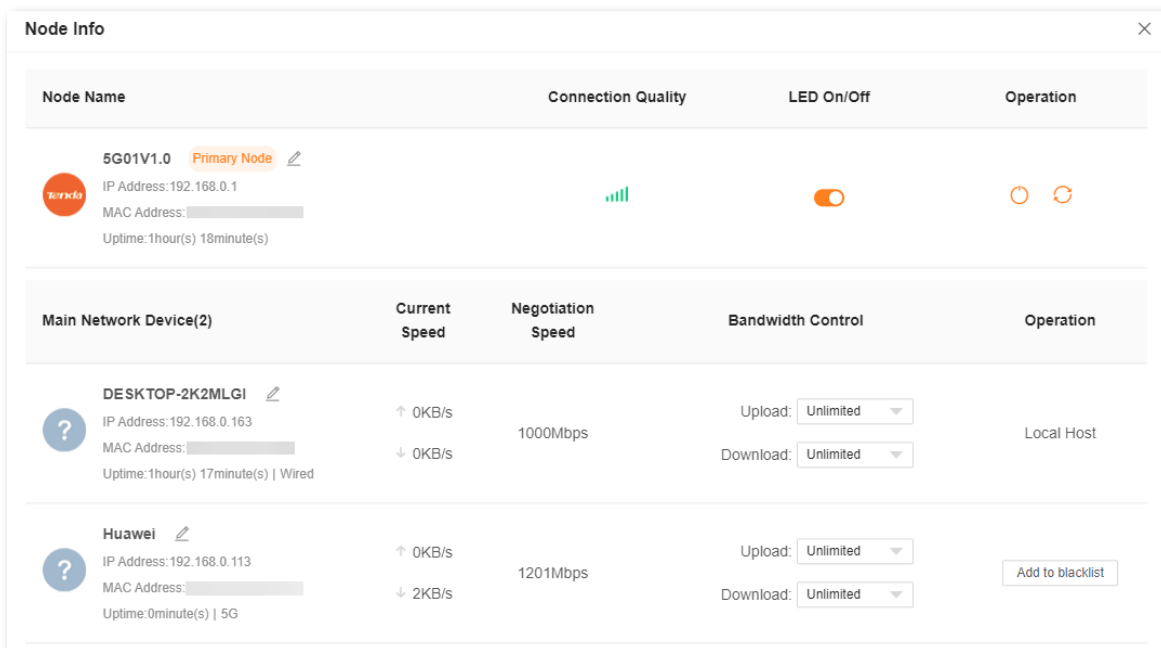 Node Info
Node Name Connection Quality LED On/Off Operation
5G01V1.0 Primary Node
Tenda
IP Address:192.168.0.1
MAC Address:
Uptime:1hour(s) 18minute(s)
Main Network Device(2) Current Speed Negotiation Speed Bandwidth Control Operation
DESKTOP-2K2MLGI
?
IP Address:192.168.0.163
MAC Address:
Uptime:1hour(s) 17minute(s) | Wired
↑ 0KB/s
↓ 0KB/s
1000Mbps
Upload: Unlimited
Download: Unlimited
Local Host
Huawei
?
IP Address:192.168.0.113
MAC Address:
Uptime:0minute(s) | 5G
↑ 0KB/s
↓ 2KB/s
1201Mbps
Upload: Unlimited
Download: Unlimited
Add to blacklist